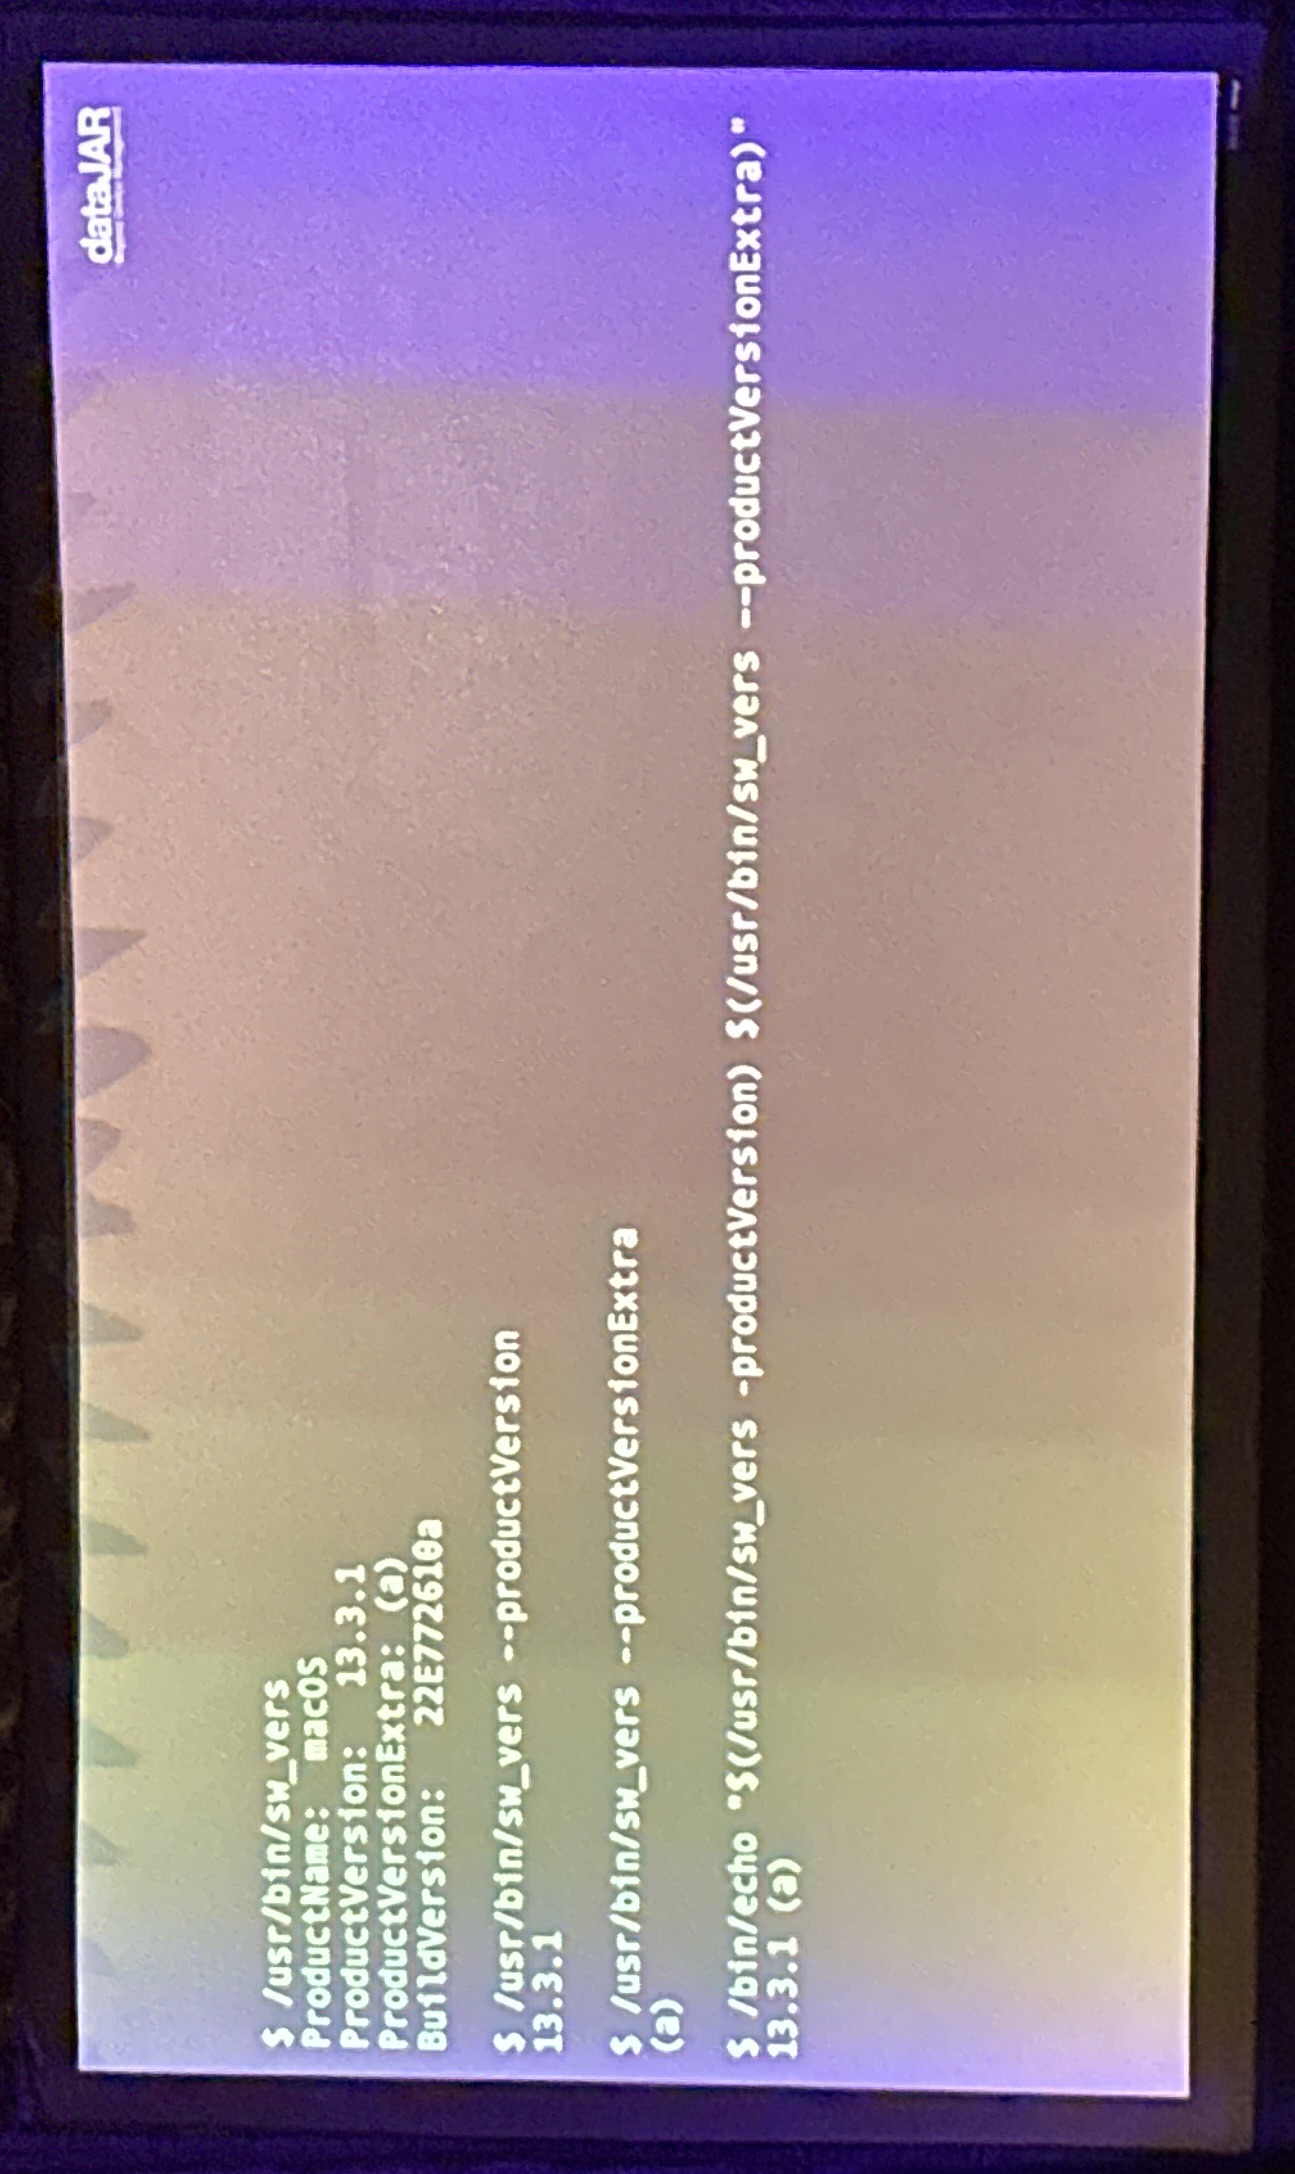 dataJAR
$ /usr/bin/sw_vers
ProductName: macOS
ProductVersion: 13.3.1
ProductVersionExtra: (a)
BuildVersion: 22E772610a
$ /usr/bin/sw_vers --productVersion
13.3.1
$ /usr/bin/sw_vers --productVersionExtra
(a)
$ /bin/echo "$(/usr/bin/sw_vers -productVersion) $(/usr/bin/sw_vers --productVersionExtra)"
13.3.1 (a)